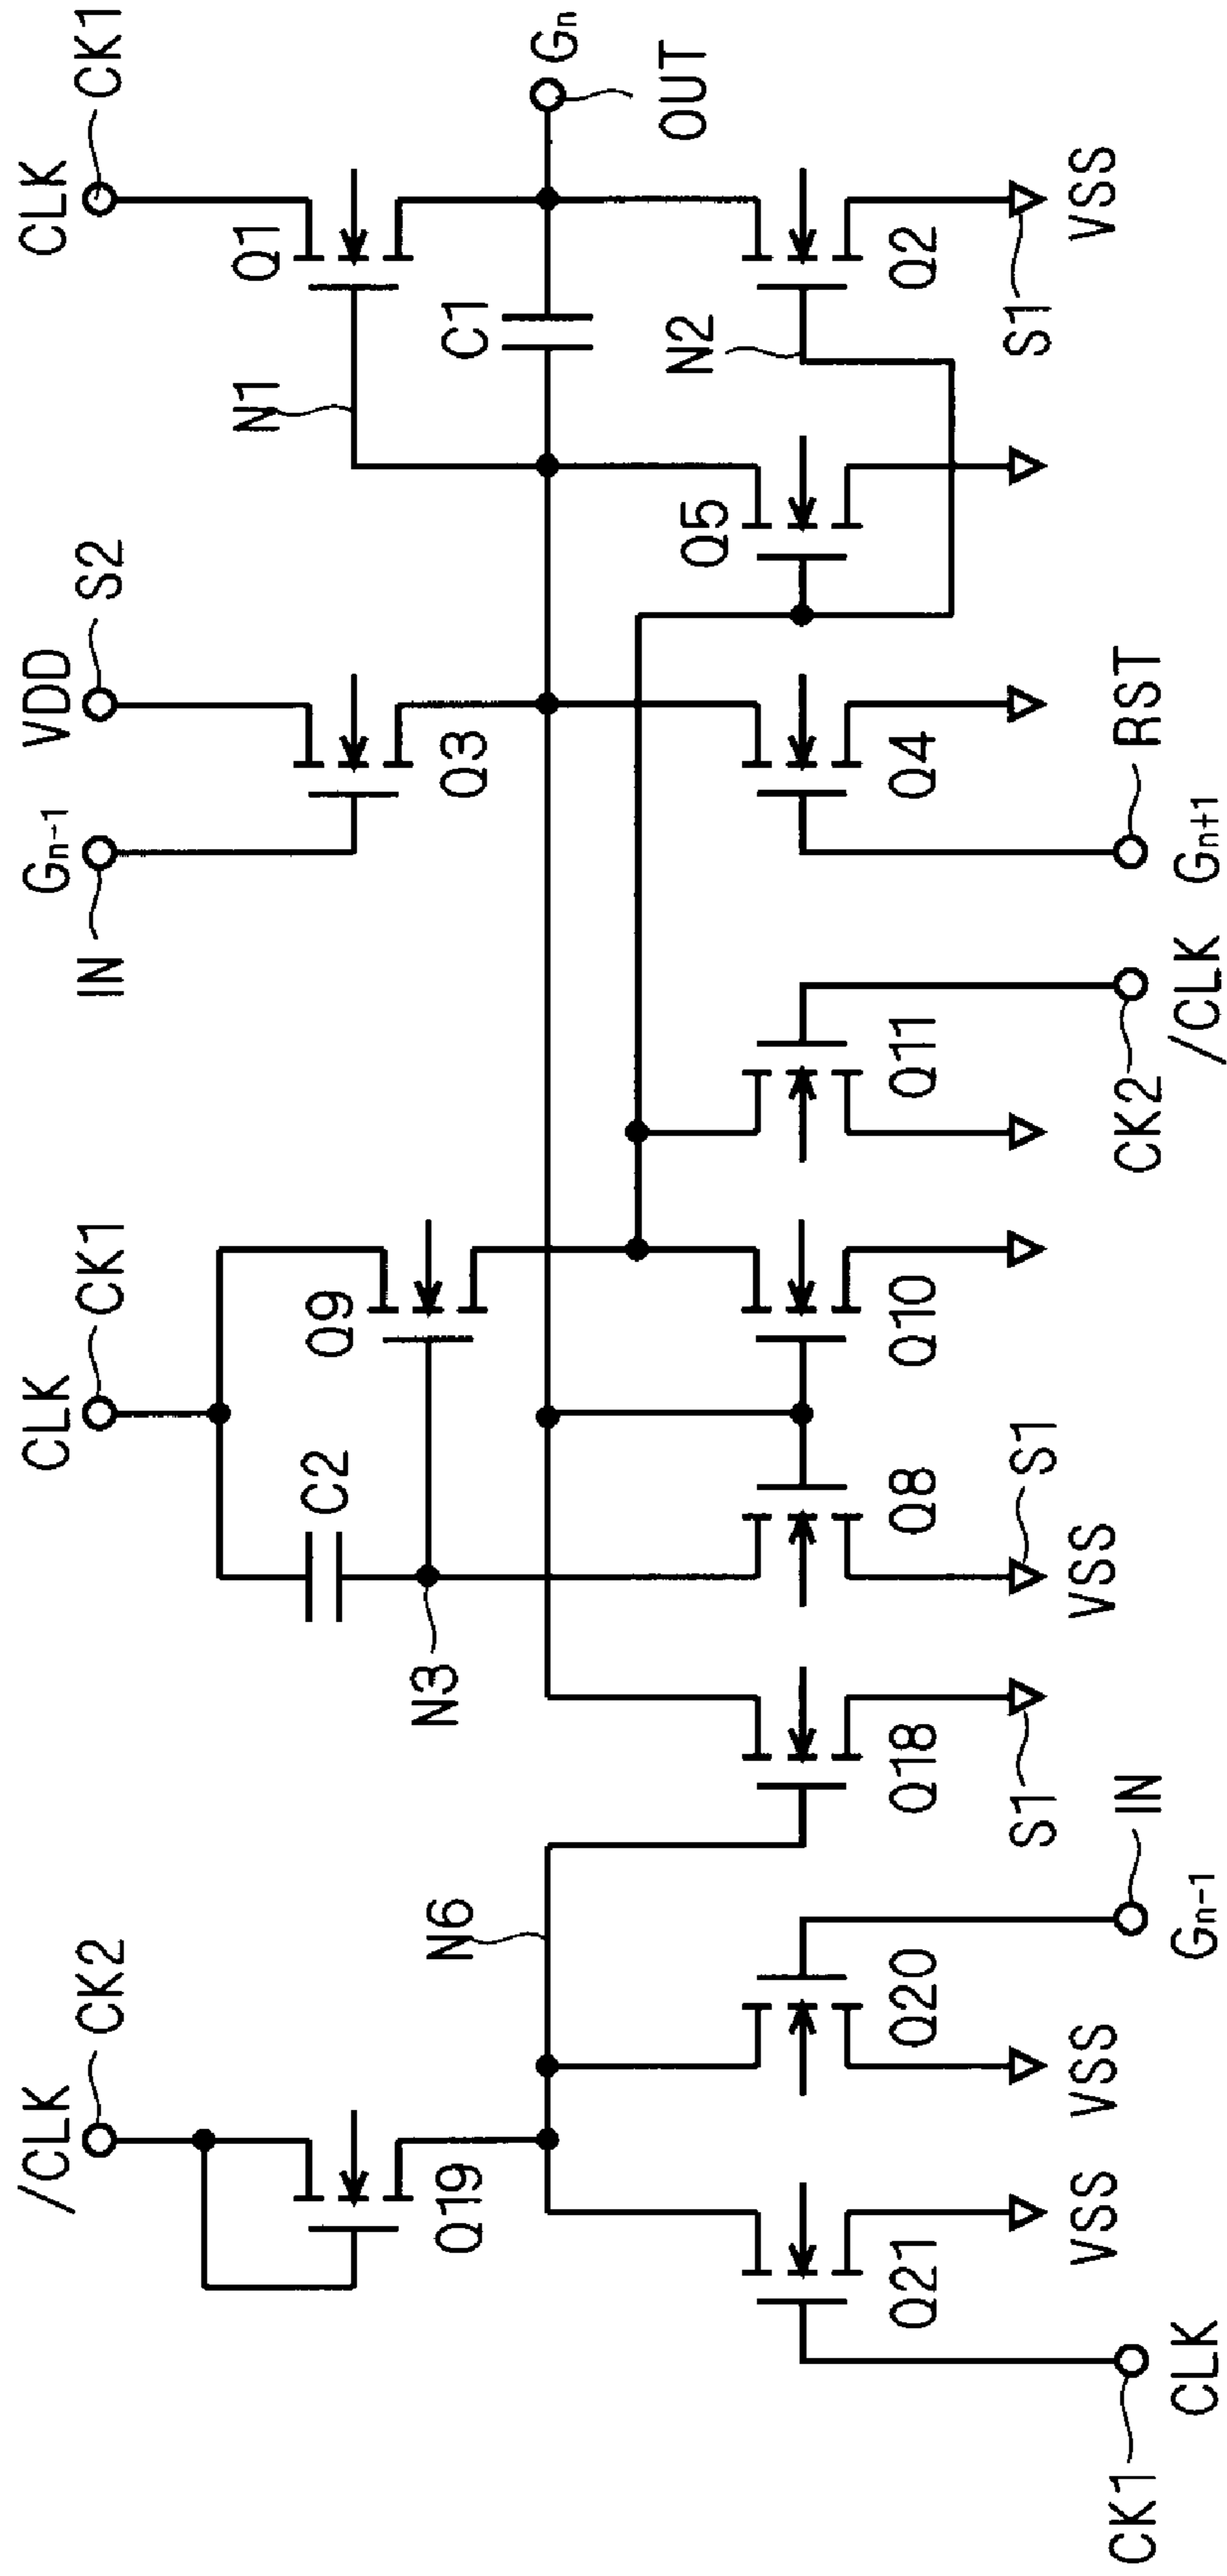 /CLK
CK2
CLK
CK1
Gn-1
IN
VDD
S2
CLK
CK1
Q19
N6
N3
C2
Q9
Q3
N1
Q1
C1
Gn
OUT
Q21
Q20
Q18
Q8
Q10
Q11
Q4
Q5
N2
Q2
CK1
CLK
VSS
VSS
Gn-1
IN
S1
VSS
S1
CK2
/CLK
Gn+1
RST
S1
VSS